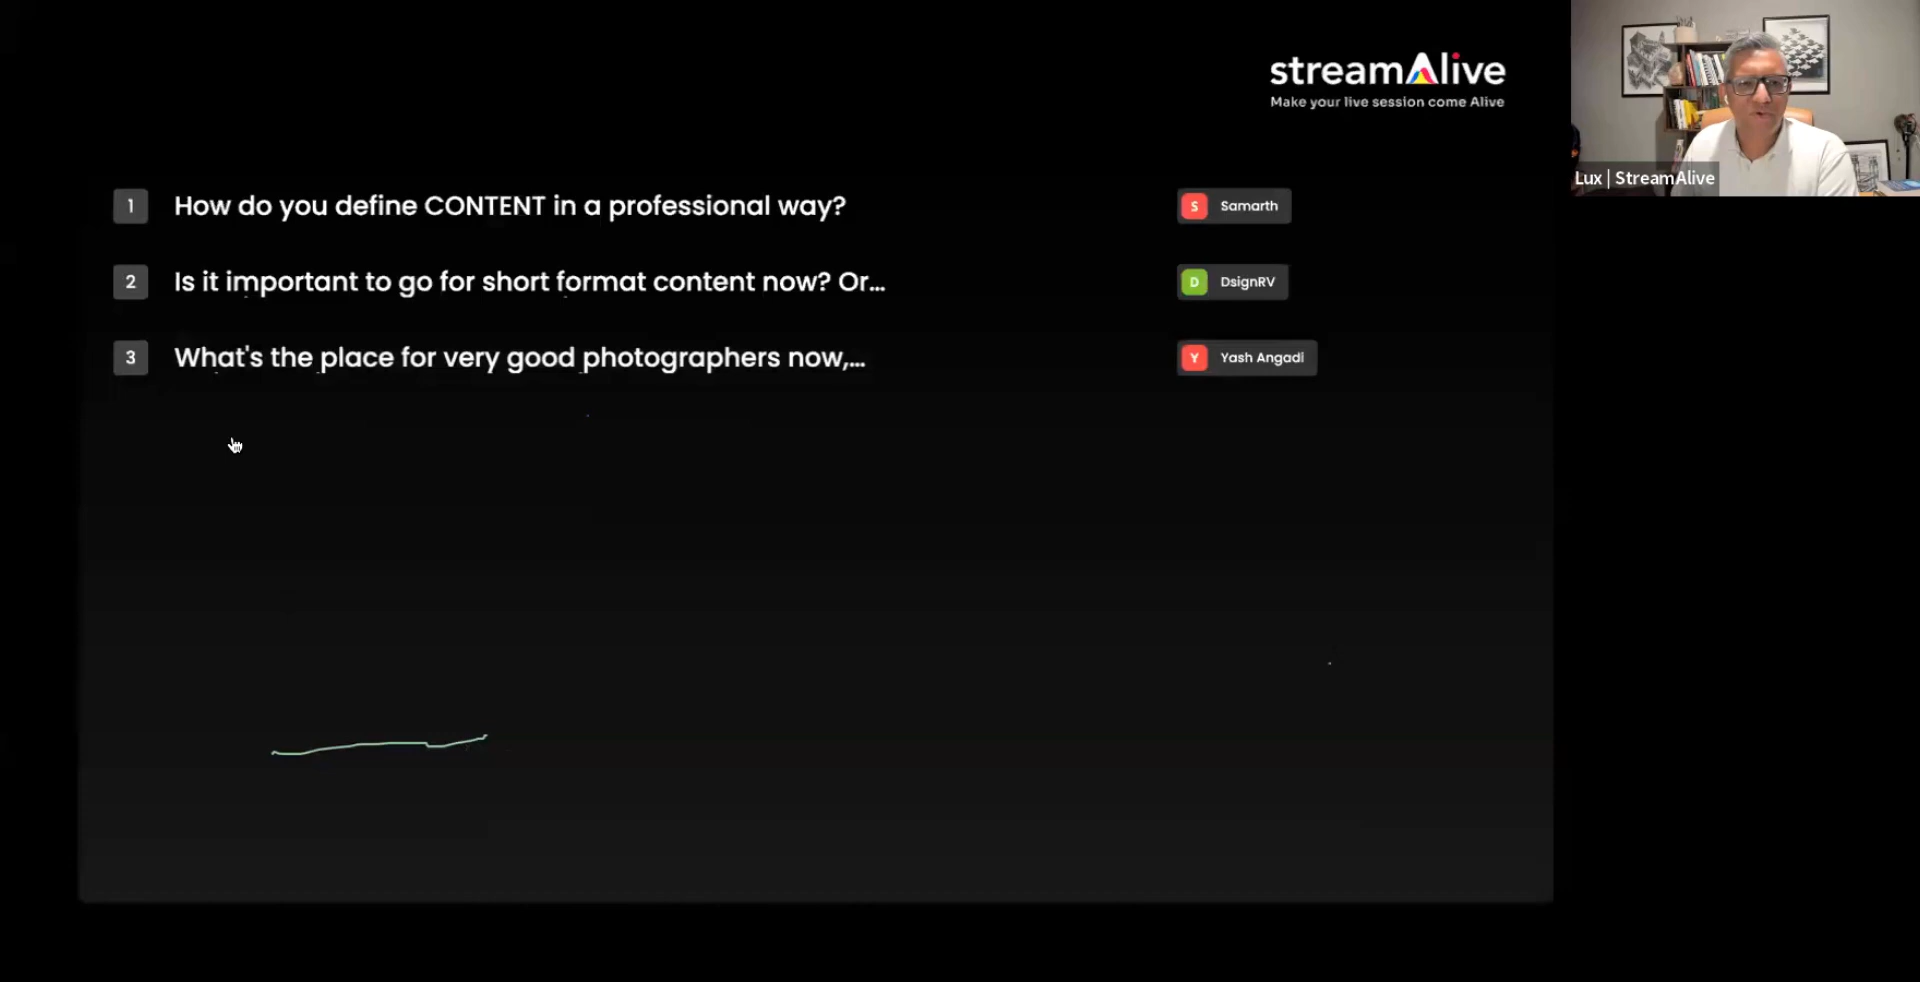 streamAlive
Make your live session come Alive
Lux | StreamAlive
1 How do you define CONTENT in a professional way? S Samarth
2 Is it important to go for short format content now? Or... D DsignRV
3 What's the place for very good photographers now,... Y Yash Angadi